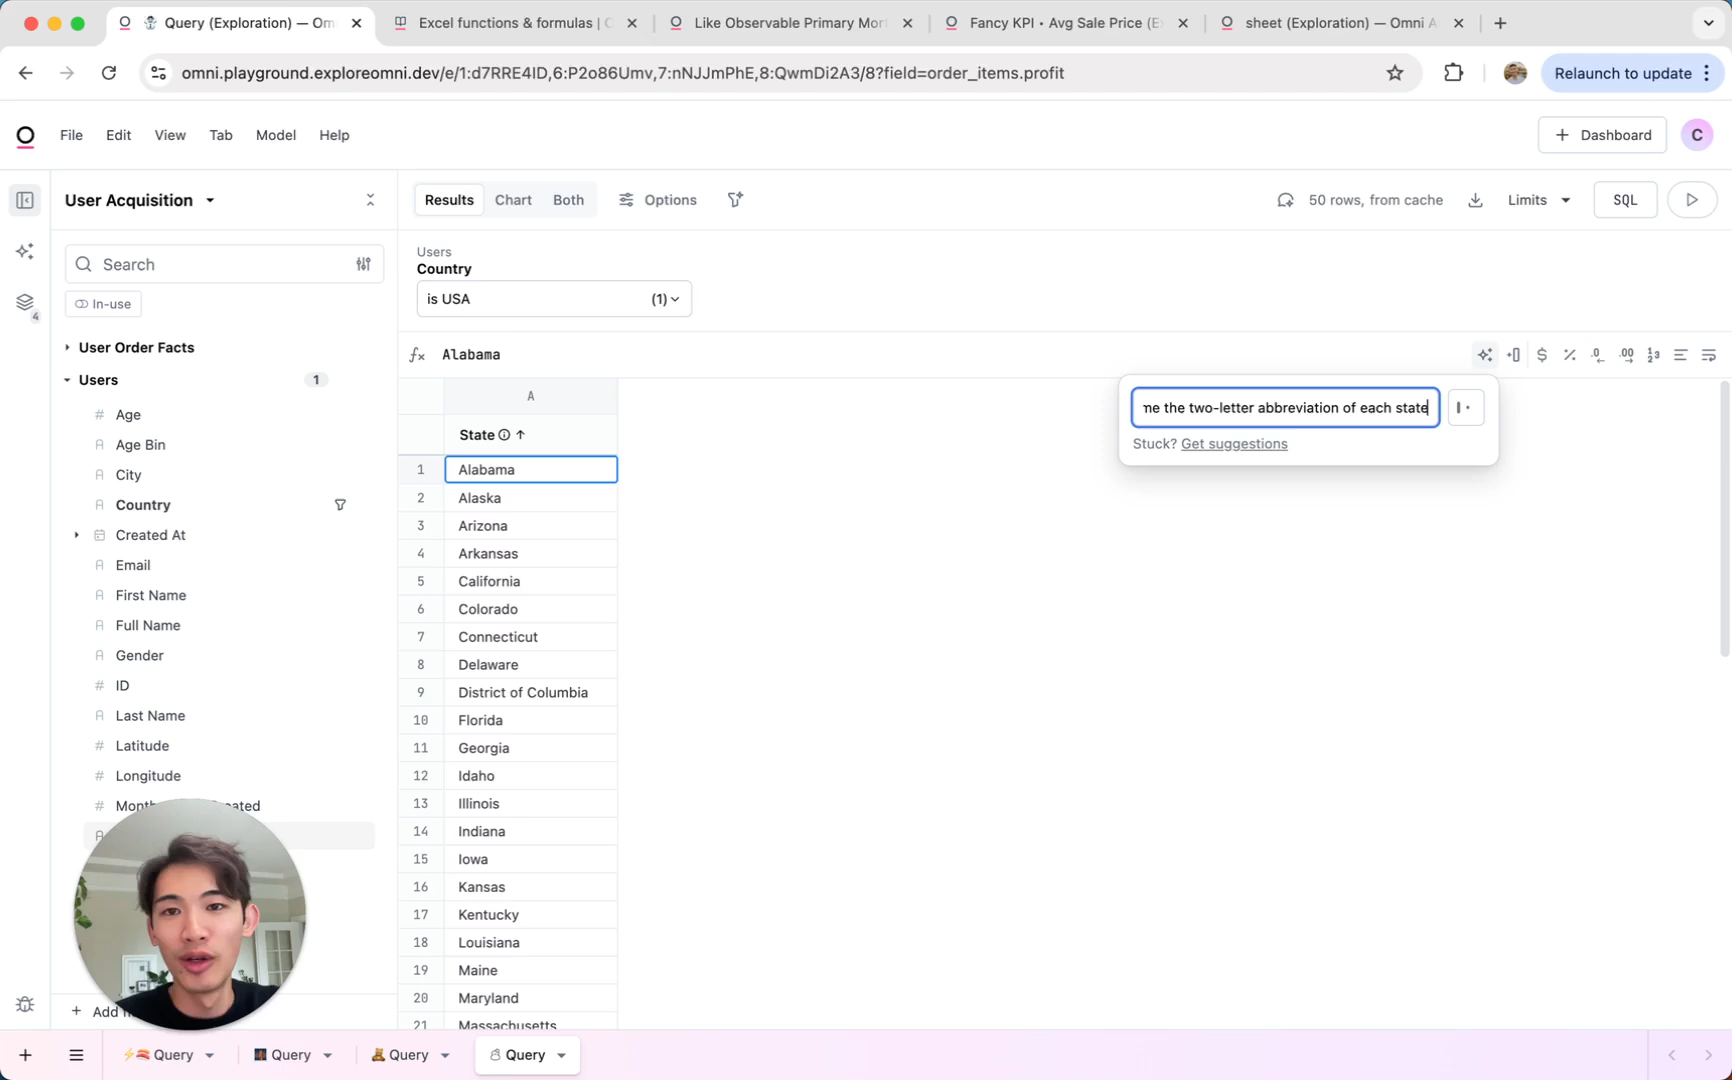 Query (Exploration) — Om
Excel functions & formulas | C
Like Observable Primary Mor
Fancy KPI • Avg Sale Price (E
sheet (Exploration) — Omni A
omni.playground.exploreomni.dev/e/1:d7RRE4ID,6:P2o86Umv,7:nNJJmPhE,8:QwmDi2A3/8?field=order_items.profit
Relaunch to update
File Edit View Tab Model Help
Dashboard
C
User Acquisition
Results Chart Both Options
50 rows, from cache
Limits
SQL
Search
In-use
4
User Order Facts
Users 1
# Age
A Age Bin
A City
A Country
Created At
A Email
A First Name
A Full Name
A Gender
# ID
A Last Name
# Latitude
# Longitude
Users
Country
is USA (1)
fx Alabama
me the two-letter abbreviation of each state
Stuck? Get suggestions
A
State
1 Alabama
2 Alaska
3 Arizona
4 Arkansas
5 California
6 Colorado
7 Connecticut
8 Delaware
9 District of Columbia
10 Florida
11 Georgia
12 Idaho
13 Illinois
14 Indiana
15 Iowa
16 Kansas
17 Kentucky
18 Louisiana
19 Maine
20 Maryland
21 Massachusetts
Query
Query
Query
Query